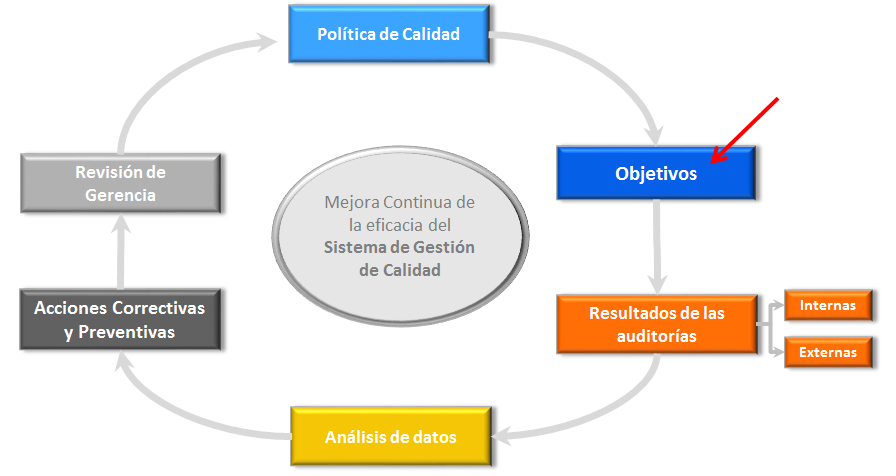 Política de Calidad
Objetivos
Resultados de las
auditorías
Internas
Externas
Análisis de datos
Acciones Correctivas
y Preventivas
Revisión de
Gerencia
Mejora Continua de
la eficacia del
Sistema de Gestión
de Calidad